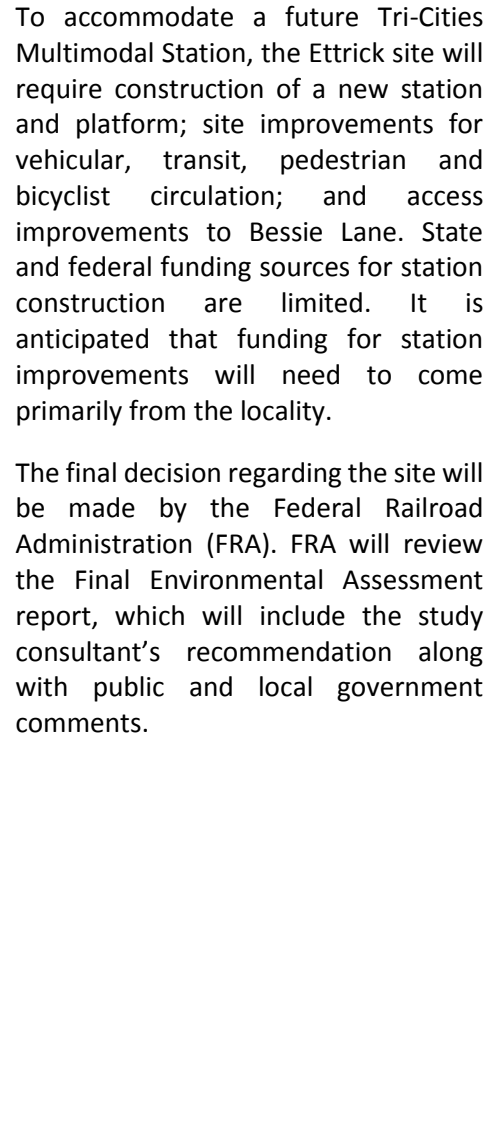 To accommodate a future Tri-Cities
Multimodal Station, the Ettrick site will
require construction of a new station
and platform; site improvements for
vehicular, transit, pedestrian and
bicyclist circulation; and access
improvements to Bessie Lane. State
and federal funding sources for station
construction are limited. It is
anticipated that funding for station
improvements will need to come
primarily from the locality.
The final decision regarding the site will
be made by the Federal Railroad
Administration (FRA). FRA will review
the Final Environmental Assessment
report, which will include the study
consultant’s recommendation along
with public and local government
comments.